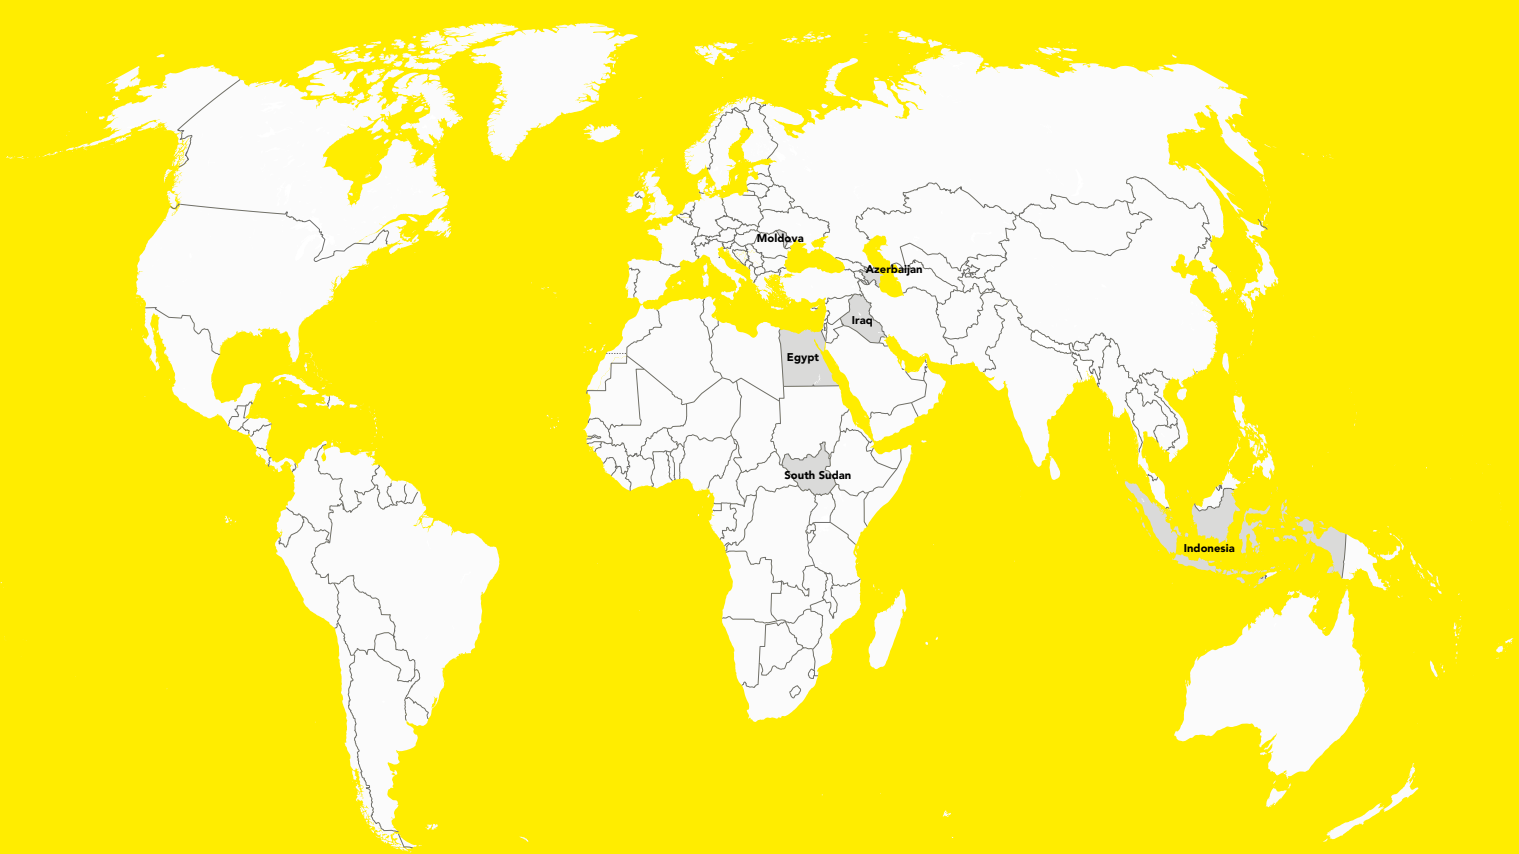 Moldova
Azerbaijan
Iraq
Egypt
South Sudan
Indonesia